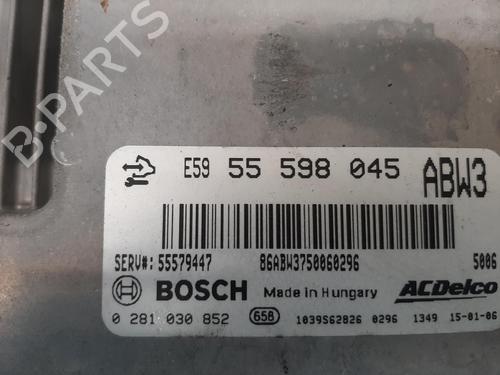 B-PARTS
E59 55 598 045 ABW3
SERV#: 55579447 86ABW3750060296 5006
BOSCH Made in Hungary ACDelco
0 281 030 852 658 1039S62826 0296 1349 15-01-06